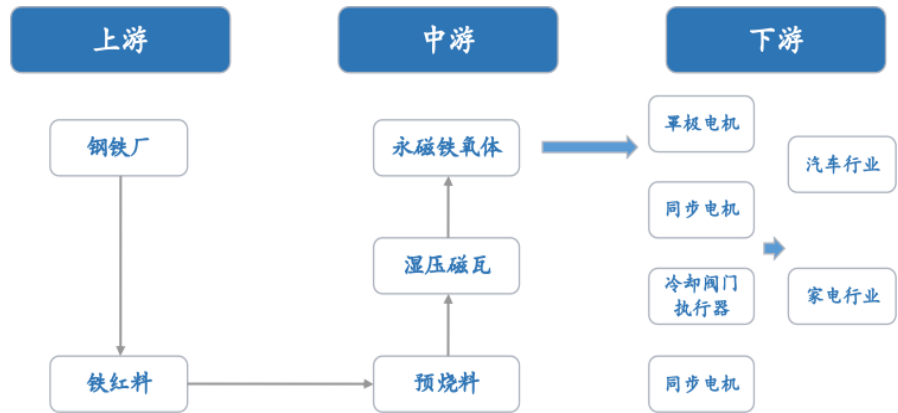 上游
中游
下游
钢铁厂
永磁铁氧体
罩极电机
汽车行业
同步电机
湿压磁瓦
冷却阀门
执行器
家电行业
铁红料
预烧料
同步电机